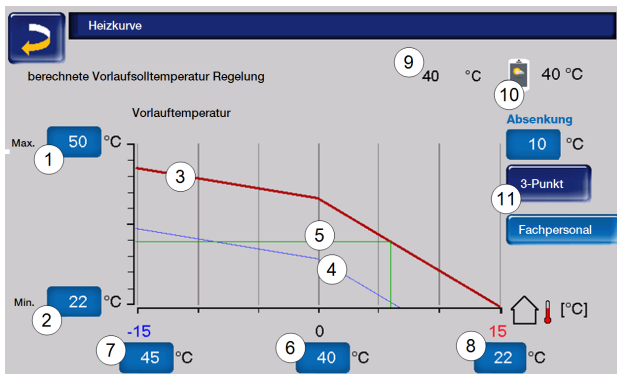 Heizkurve
berechnete Vorlaufsolltemperatur Regelung
9
40 °C
40 °C
10
Vorlauftemperatur
Absenkung
Max. 50 °C
10 °C
1
3
3-Punkt
11
5
Fachpersonal
4
Min. 22 °C
2
[°C]
-15 0 15
7 6 8
45 °C 40 °C 22 °C